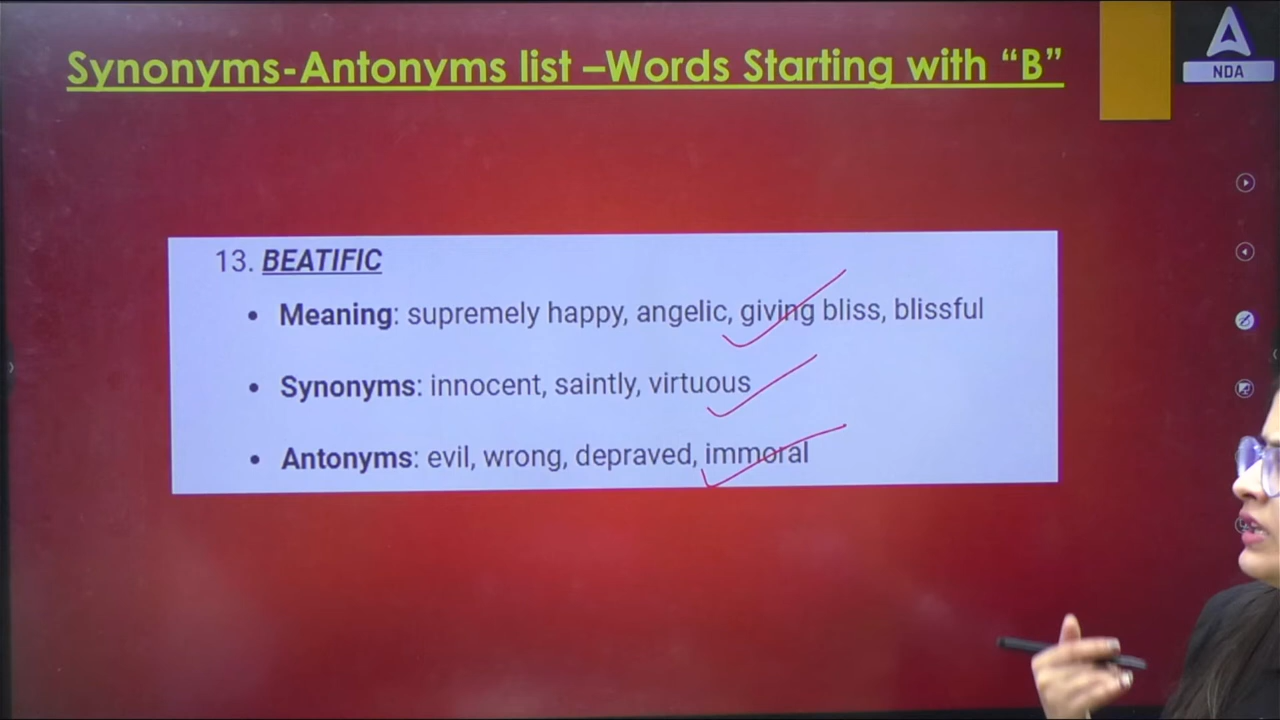 Synonyms-Antonyms list –Words Starting with “B”
NDA
13. BEATIFIC
• Meaning: supremely happy, angelic, giving bliss, blissful
• Synonyms: innocent, saintly, virtuous
• Antonyms: evil, wrong, depraved, immoral